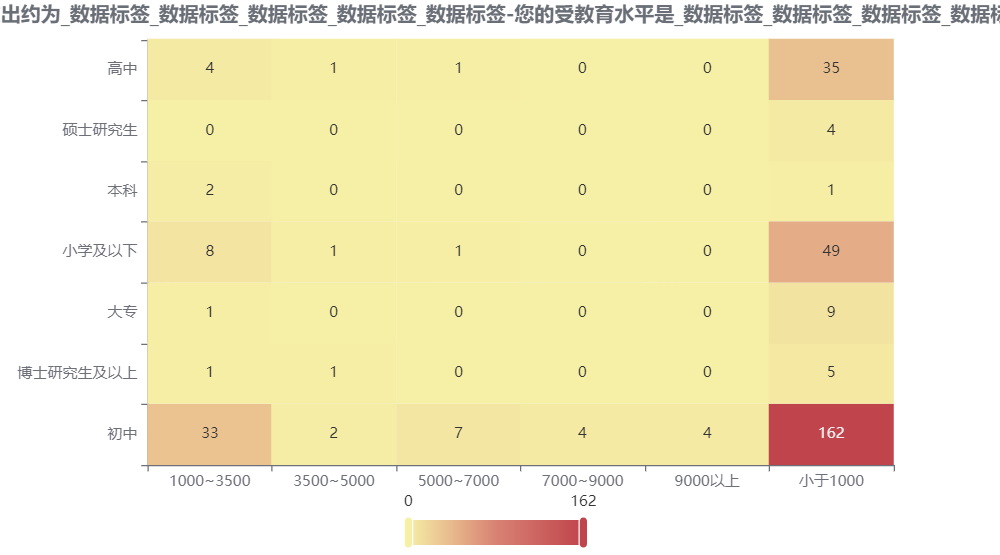 出约为_数据标签_数据标签_数据标签_数据标签_数据标签-您的受教育水平是_数据标签_数据标签_数据标签_数据标
高中 4 1 1 0 0 35
硕士研究生 0 0 0 0 0 4
本科 2 0 0 0 0 1
小学及以下 8 1 1 0 0 49
大专 1 0 0 0 0 9
博士研究生及以上 1 1 0 0 0 5
初中 33 2 7 4 4 162
1000~3500 3500~5000 5000~7000 7000~9000 9000以上 小于1000
0 162